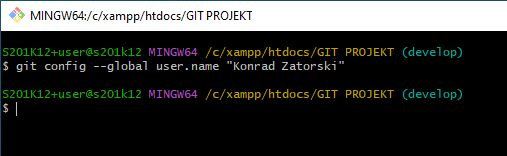 MINGW64:/c/xampp/htdocs/GIT PROJEKT
S201K12+user@s201k12 MINGW64 /c/xampp/htdocs/GIT PROJEKT (develop)
$ git config --global user.name "Konrad Zatorski"
S201K12+user@s201k12 MINGW64 /c/xampp/htdocs/GIT PROJEKT (develop)
$